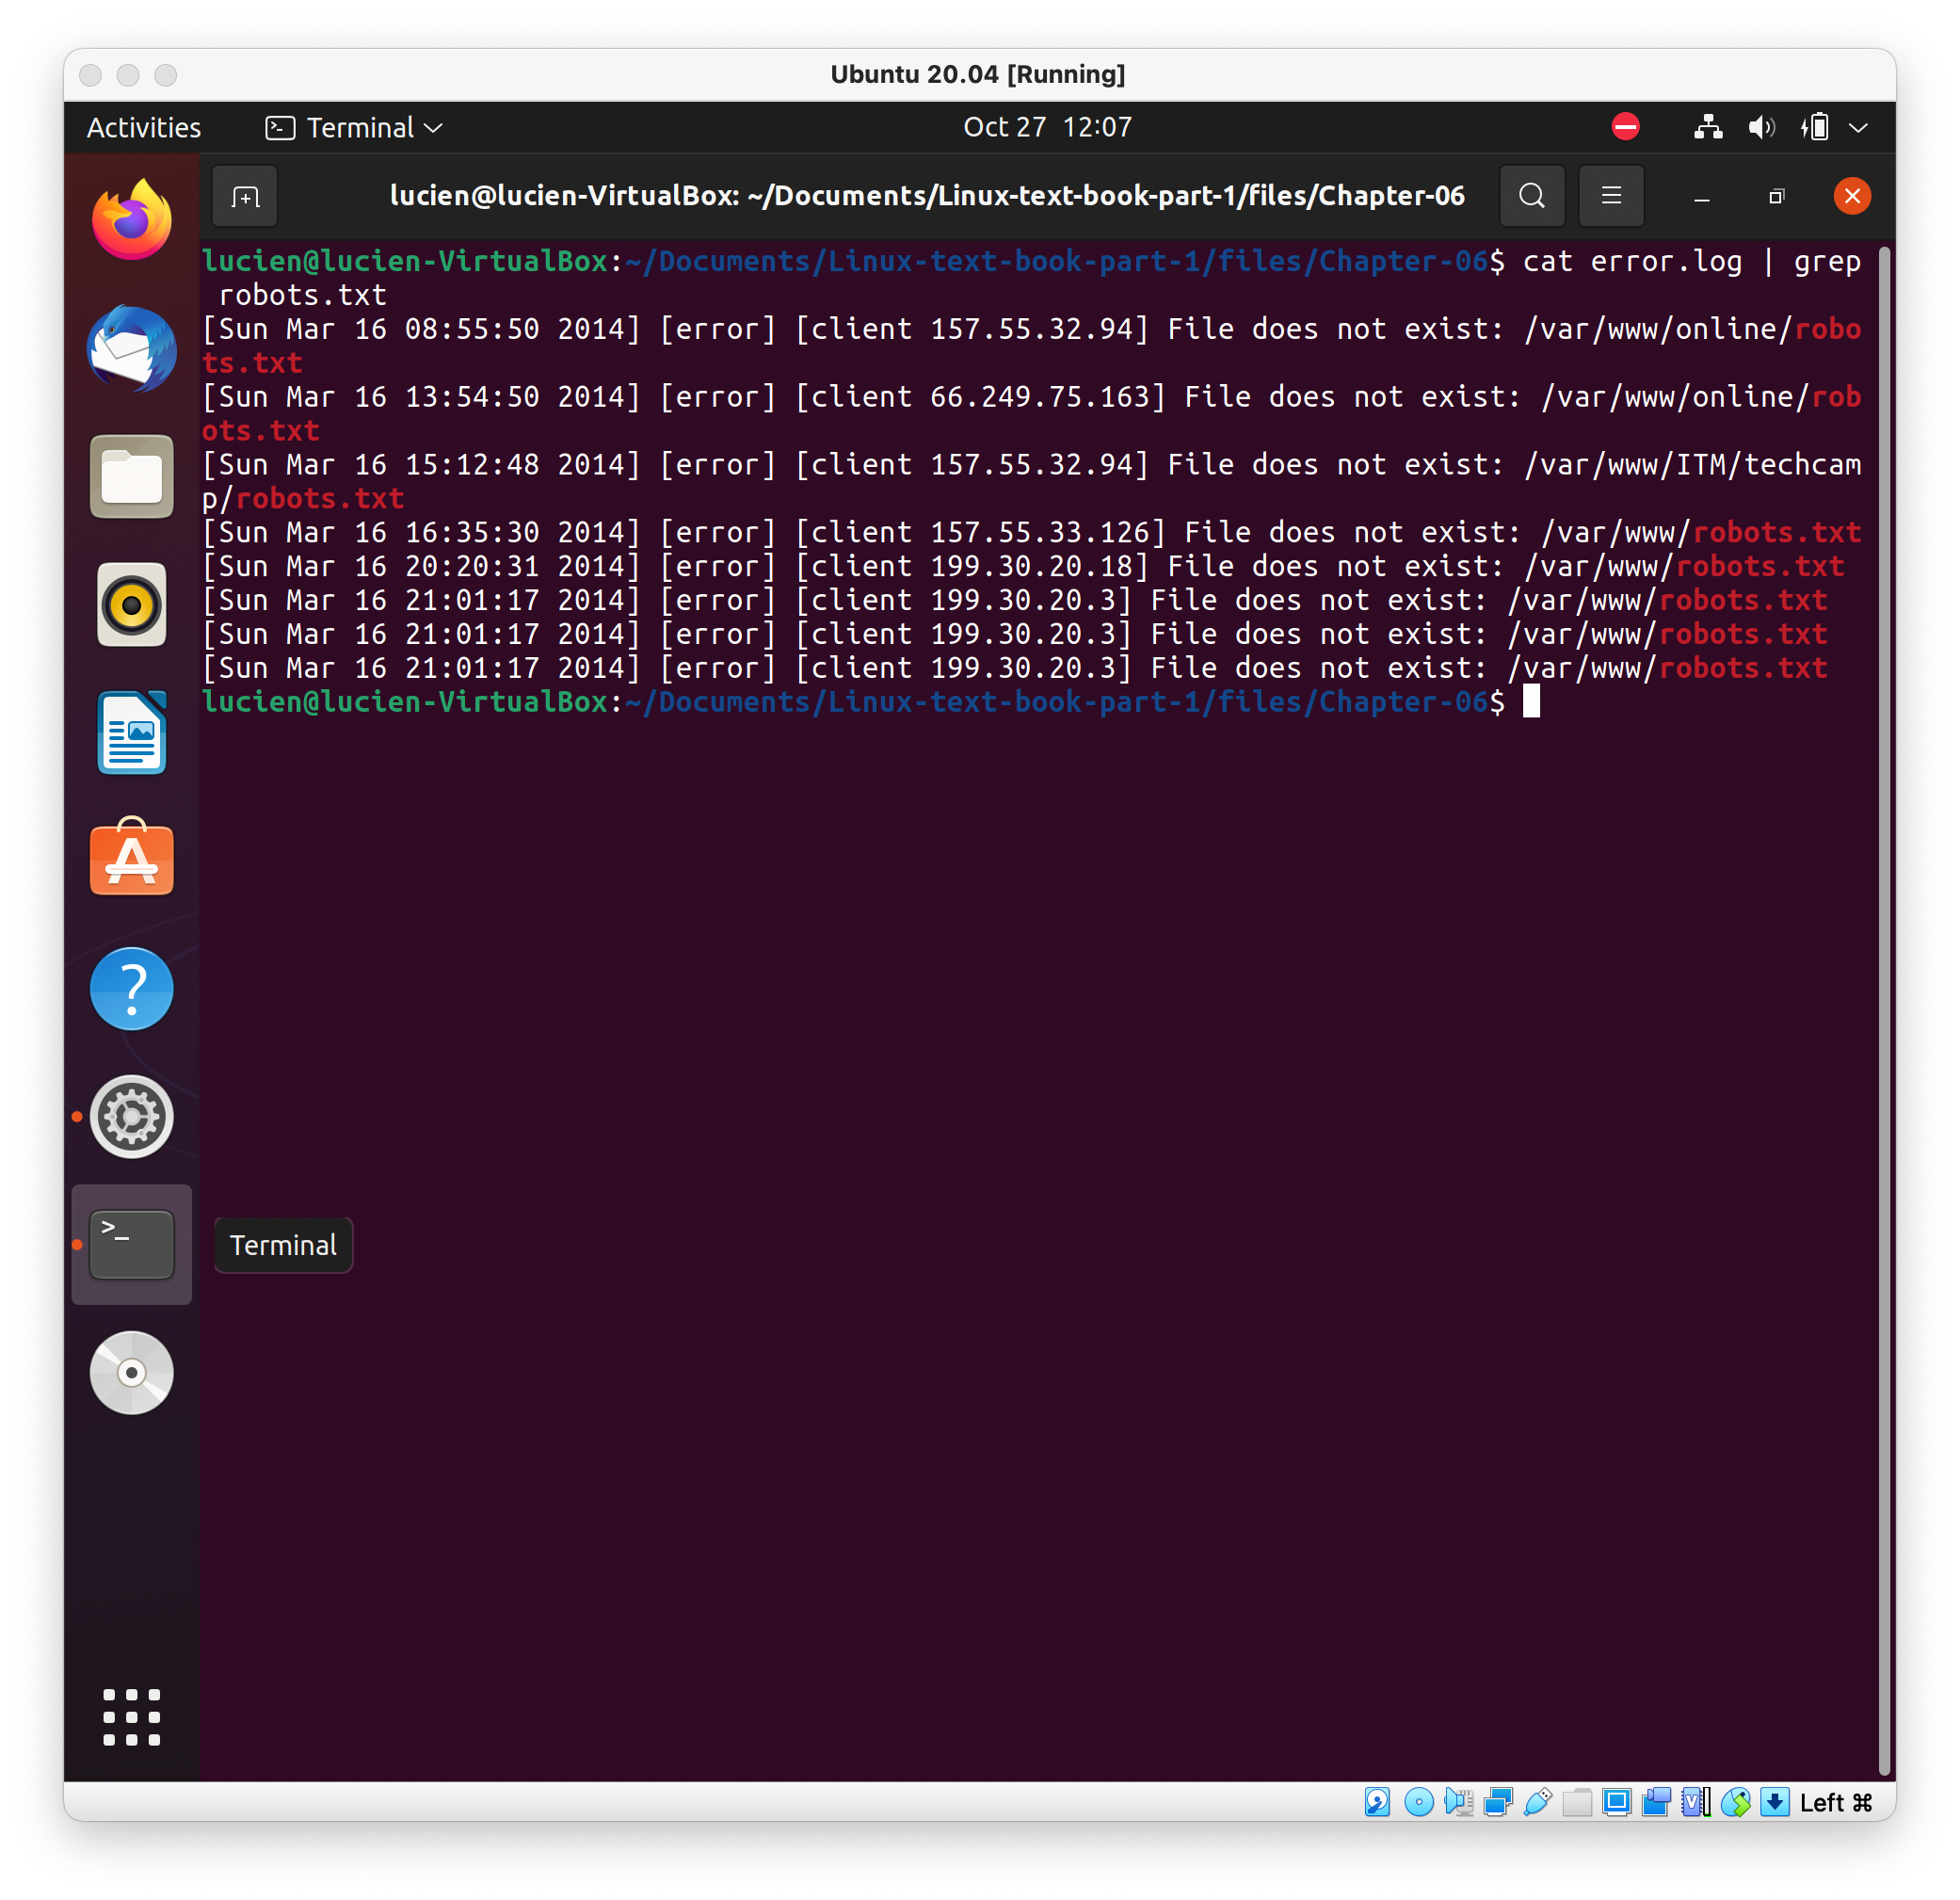 Ubuntu 20.04 [Running]
Activities
Terminal
Oct 27 12:07
lucien@lucien-VirtualBox: ~/Documents/Linux-text-book-part-1/files/Chapter-06
lucien@lucien-VirtualBox:~/Documents/Linux-text-book-part-1/files/Chapter-06$ cat error.log | grep
 robots.txt
[Sun Mar 16 08:55:50 2014] [error] [client 157.55.32.94] File does not exist: /var/www/online/robo
ts.txt
[Sun Mar 16 13:54:50 2014] [error] [client 66.249.75.163] File does not exist: /var/www/online/rob
ots.txt
[Sun Mar 16 15:12:48 2014] [error] [client 157.55.32.94] File does not exist: /var/www/ITM/techcam
p/robots.txt
[Sun Mar 16 16:35:30 2014] [error] [client 157.55.33.126] File does not exist: /var/www/robots.txt
[Sun Mar 16 20:20:31 2014] [error] [client 199.30.20.18] File does not exist: /var/www/robots.txt
[Sun Mar 16 21:01:17 2014] [error] [client 199.30.20.3] File does not exist: /var/www/robots.txt
[Sun Mar 16 21:01:17 2014] [error] [client 199.30.20.3] File does not exist: /var/www/robots.txt
[Sun Mar 16 21:01:17 2014] [error] [client 199.30.20.3] File does not exist: /var/www/robots.txt
lucien@lucien-VirtualBox:~/Documents/Linux-text-book-part-1/files/Chapter-06$
Terminal
Left ⌘